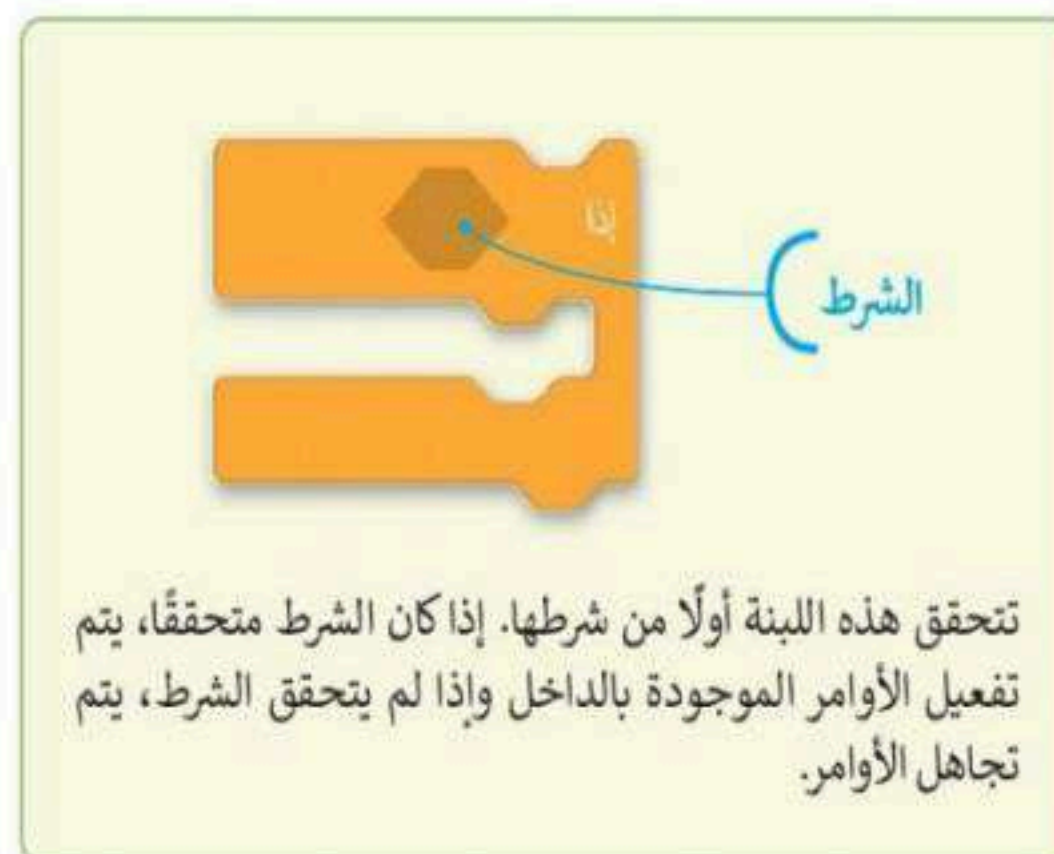 إذا
الشرط
تتحقق هذه اللبنة أولًا من شرطها. إذا كان الشرط متحققًا، يتم
تفعيل الأوامر الموجودة بالداخل وإذا لم يتحقق الشرط، يتم
تجاهل الأوامر.